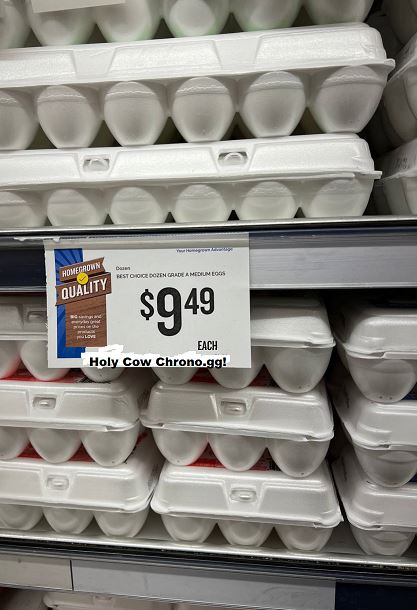 Your Homegrown Advantage
HOMEGROWN
QUALITY
BIG savings and
everyday great
prices on the
products
you LOVE
Dozen
BEST CHOICE DOZEN GRADE A MEDIUM EGGS
$9.49
EACH
Holy Cow Chrono.gg!